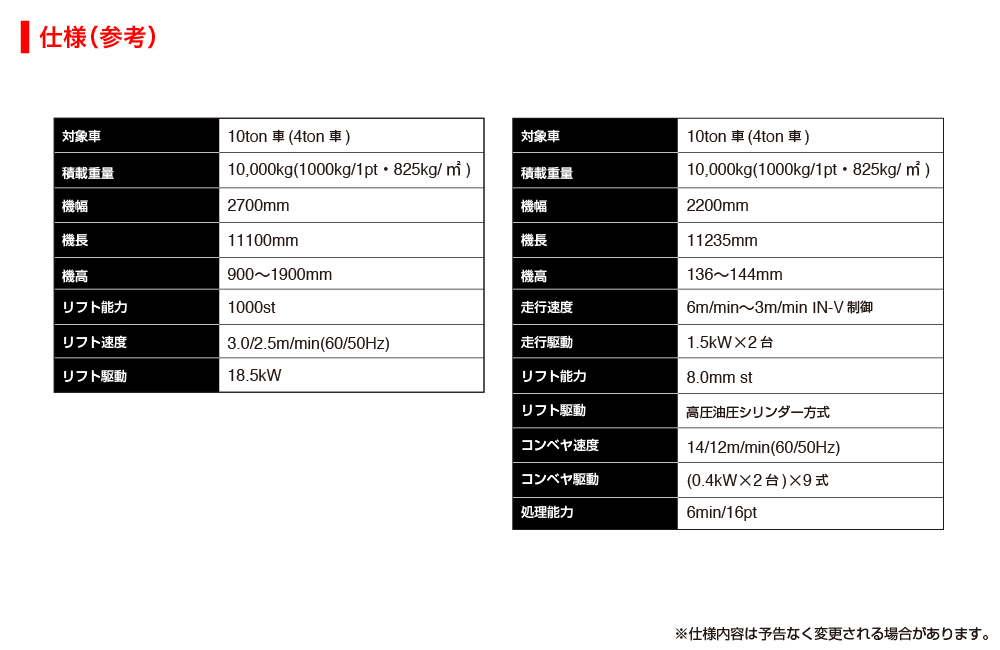 仕様(参考)
対象車 10ton 車 (4ton 車 )
積載重量 10,000kg(1000kg/1pt・825kg/ ㎡ )
機幅 2700mm
機長 11100mm
機高 900〜1900mm
リフト能力 1000st
リフト速度 3.0/2.5m/min(60/50Hz)
リフト駆動 18.5kW
対象車 10ton 車 (4ton 車 )
積載重量 10,000kg(1000kg/1pt・825kg/ ㎡ )
機幅 2200mm
機長 11235mm
機高 136〜144mm
走行速度 6m/min〜3m/min IN-V 制御
走行駆動 1.5kW×2 台
リフト能力 8.0mm st
リフト駆動 高圧油圧シリンダー方式
コンベヤ速度 14/12m/min(60/50Hz)
コンベヤ駆動 (0.4kW×2 台 )×9 式
処理能力 6min/16pt
※仕様内容は予告なく変更される場合があります。